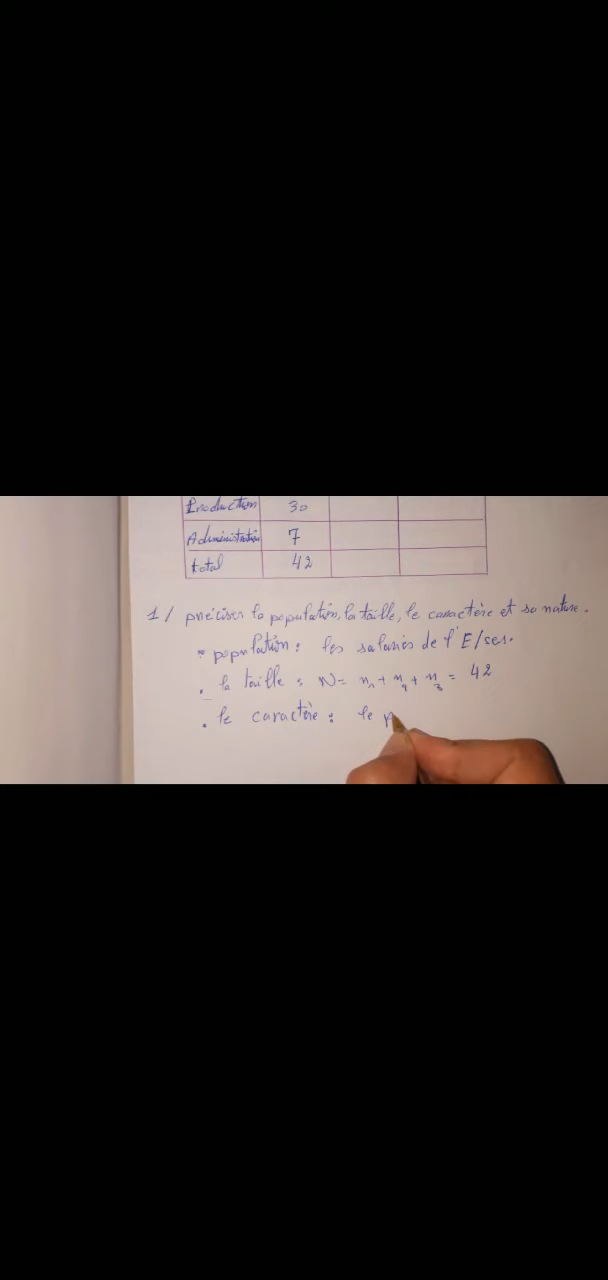 Production 30
Administration 7
total 42
1/ préciser la population, la taille, le caractère et sa nature.
• population : les salariés de l'E/ses.
• la taille : N = n1 + n2 + n3 = 42
• le caractère : le p